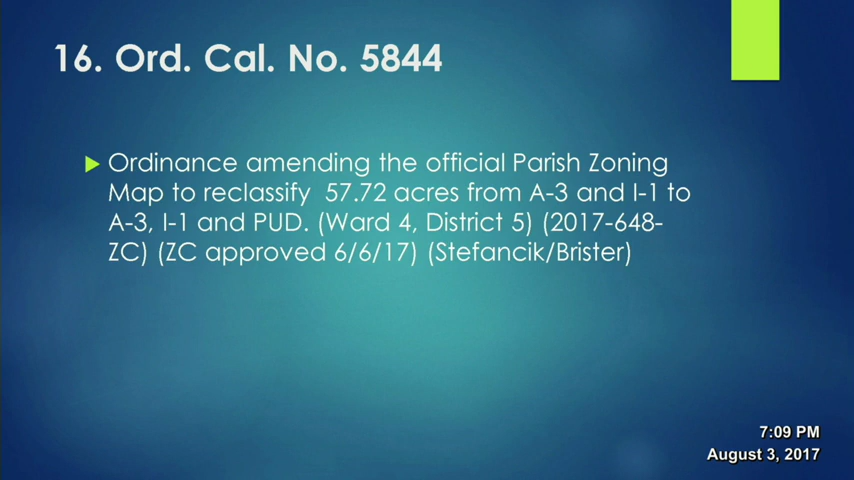 16. Ord. Cal. No. 5844
Ordinance amending the official Parish Zoning
Map to reclassify 57.72 acres from A-3 and I-1 to
A-3, I-1 and PUD. (Ward 4, District 5) (2017-648-
ZC) (ZC approved 6/6/17) (Stefancik/Brister)
7:09 PM
August 3, 2017